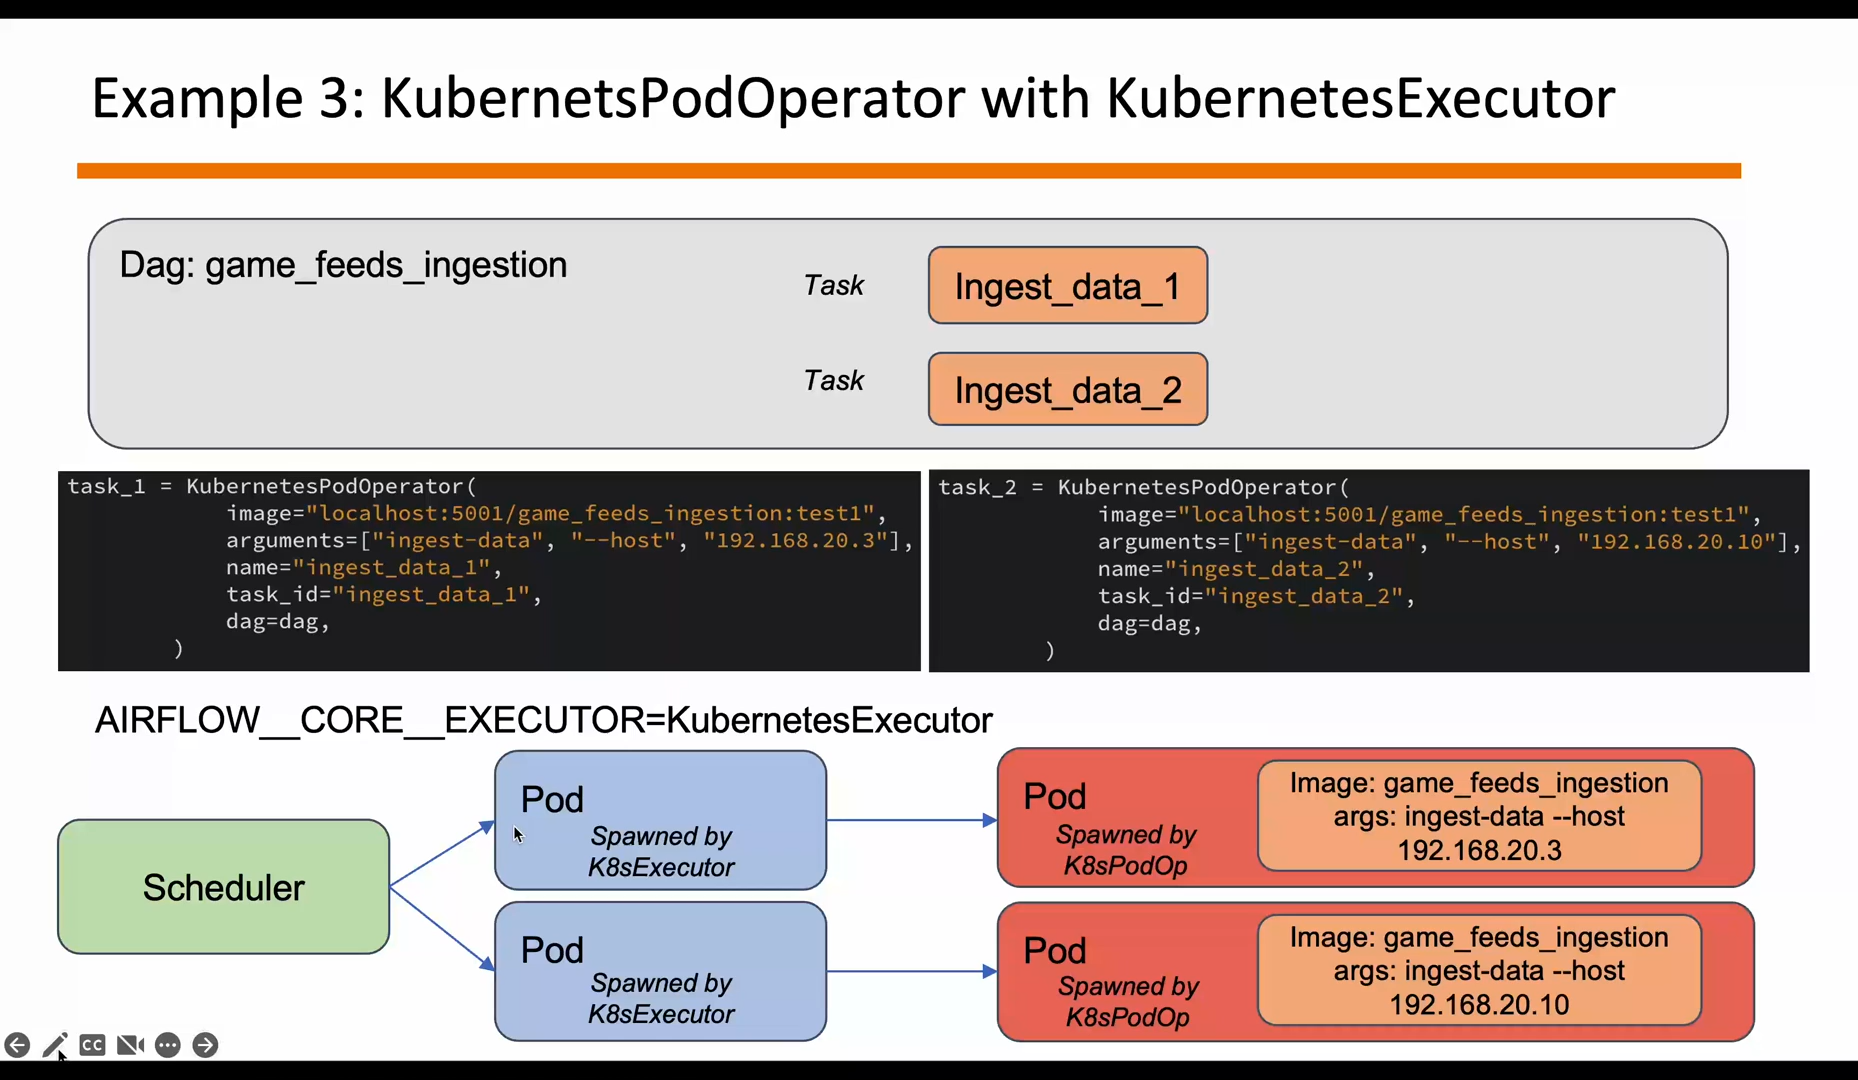 Example 3: KubernetsPodOperator with KubernetesExecutor
Dag: game_feeds_ingestion
Task
Ingest_data_1
Task
Ingest_data_2
task_1 = KubernetesPodOperator(
image="localhost:5001/game_feeds_ingestion:test1",
arguments=["ingest-data", "--host", "192.168.20.3"],
name="ingest_data_1",
task_id="ingest_data_1",
dag=dag,
)
task_2 = KubernetesPodOperator(
image="localhost:5001/game_feeds_ingestion:test1",
arguments=["ingest-data", "--host", "192.168.20.10"],
name="ingest_data_2",
task_id="ingest_data_2",
dag=dag,
)
AIRFLOW__CORE__EXECUTOR=KubernetesExecutor
Scheduler
Pod
Spawned by
K8sExecutor
Pod
Spawned by
K8sPodOp
Image: game_feeds_ingestion
args: ingest-data --host
192.168.20.3
Pod
Spawned by
K8sExecutor
Pod
Spawned by
K8sPodOp
Image: game_feeds_ingestion
args: ingest-data --host
192.168.20.10
CC